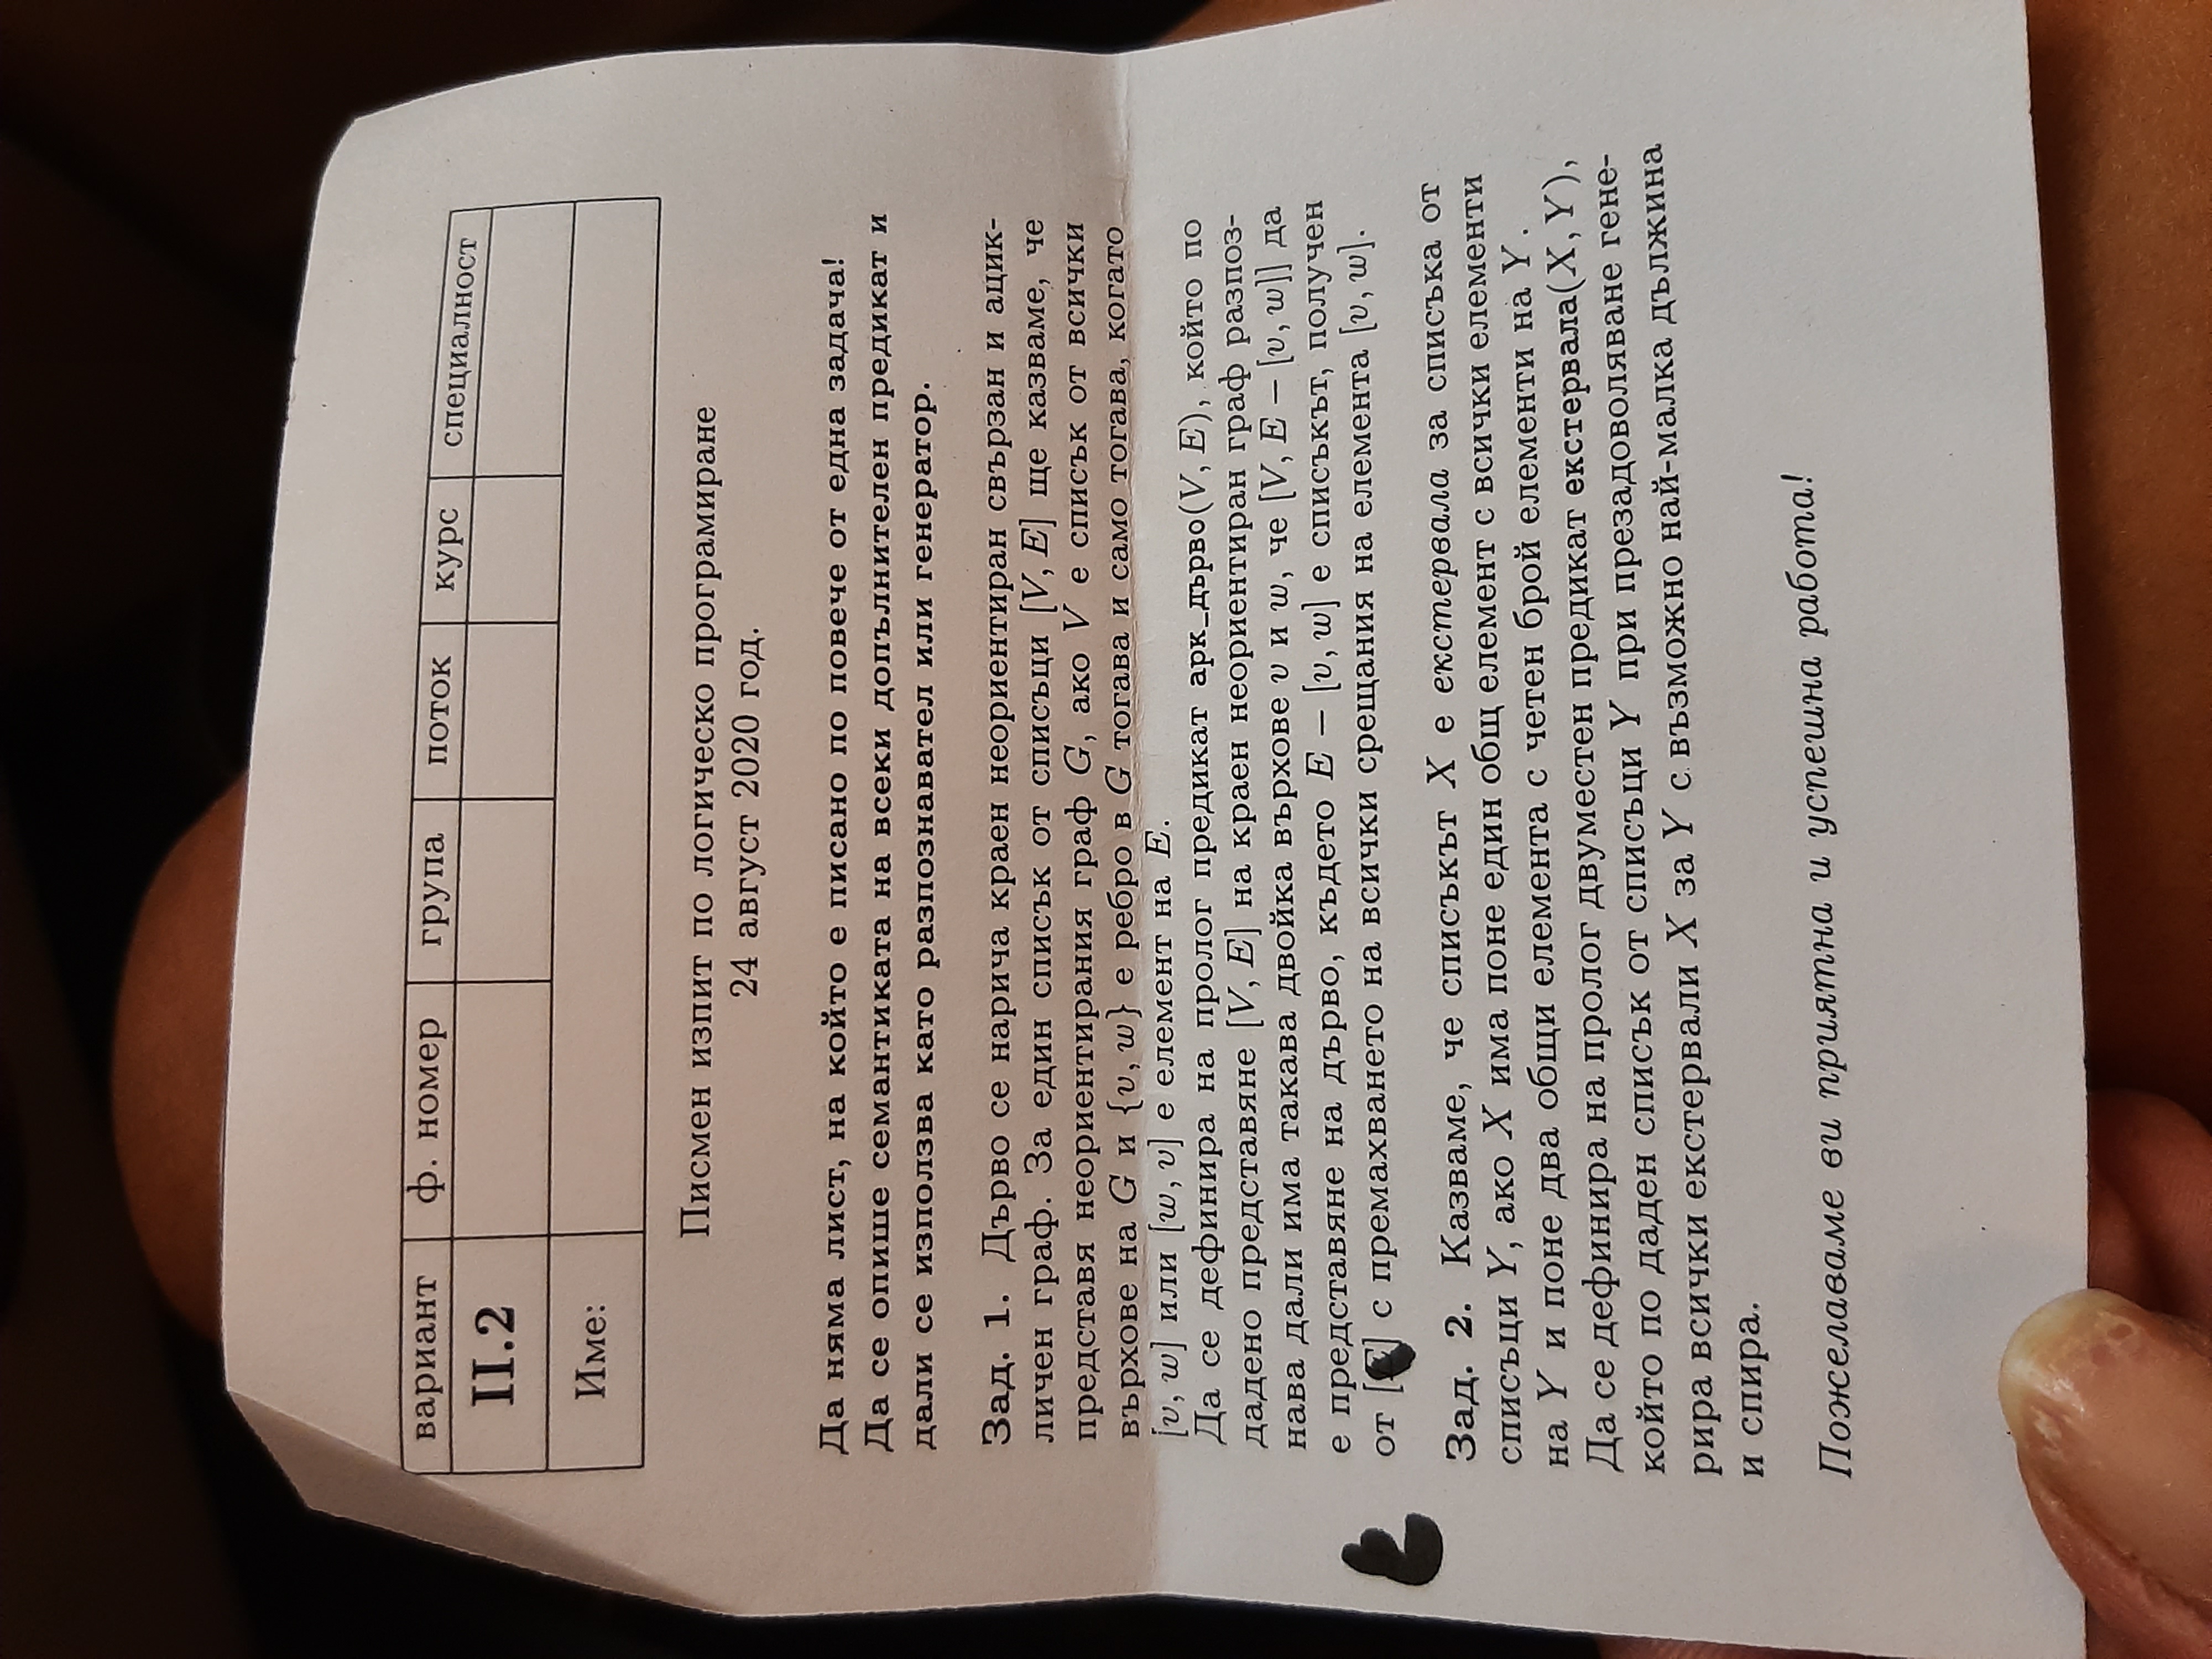 вариант ф. номер група поток курс специалност
II.2
Име:
Писмен изпит по логическо програмиране
24 август 2020 год.
Да няма лист, на който е писано по повече от една задача!
Да се опише семантиката на всеки допълнителен предикат и
дали се използва като разпознавател или генератор.
Зад. 1. Дърво се нарича краен неориентиран свързан и ацик-
личен граф. За един списък от списъци [V, E] ще казваме, че
представя неориентирания граф G, ако V е списък от всички
върхове на G и {v, w} е ребро в G тогава и само тогава, когато
[v, w] или [w, v] е елемент на E.
Да се дефинира на пролог предикат арк_дърво(V, E), който по
дадено представяне [V, E] на краен неориентиран граф разпоз-
нава дали има такава двойка върхове v и w, че [V, E − [v, w]] да
е представяне на дърво, където E − [v, w] е списъкът, получен
от [E] с премахването на всички срещания на елемента [v, w].
Зад. 2. Казваме, че списъкът X е екстервала за списъка от
списъци Y, ако X има поне един общ елемент с всички елементи
на Y и поне два общи елемента с четен брой елементи на Y.
Да се дефинира на пролог двуместен предикат екстервала(X, Y),
който по даден списък от списъци Y при презадоволяване гене-
рира всички екстервали X за Y с възможно най-малка дължина
и спира.
Пожелаваме ви приятна и успешна работа!